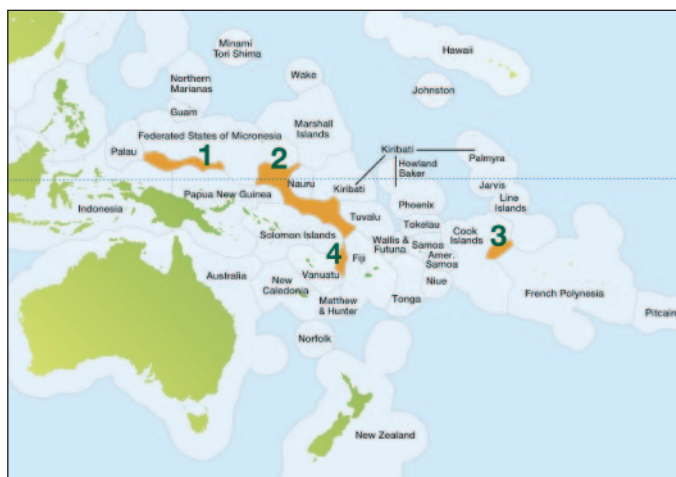 Minami
Tori Shima
Hawaii
Northern
Marianas
Wake
Johnston
Guam
Marshall
Islands
Federated States of Micronesia
Palau
1
2
Kiribati
Howland
Baker
Palmyra
Nauru
Kiribati
Jarvis
Line
Islands
Indonesia
Papua New Guinea
Phoenix
Tuvalu
Tokelau
Solomon Islands
Cook
Islands
3
Wallis &
Futuna
Samoa
Amer.
Samoa
4
Fiji
Vanuatu
Australia
New
Caledonia
Niue
French Polynesia
Matthew
& Hunter
Tonga
Pitcairn
Norfolk
New Zealand